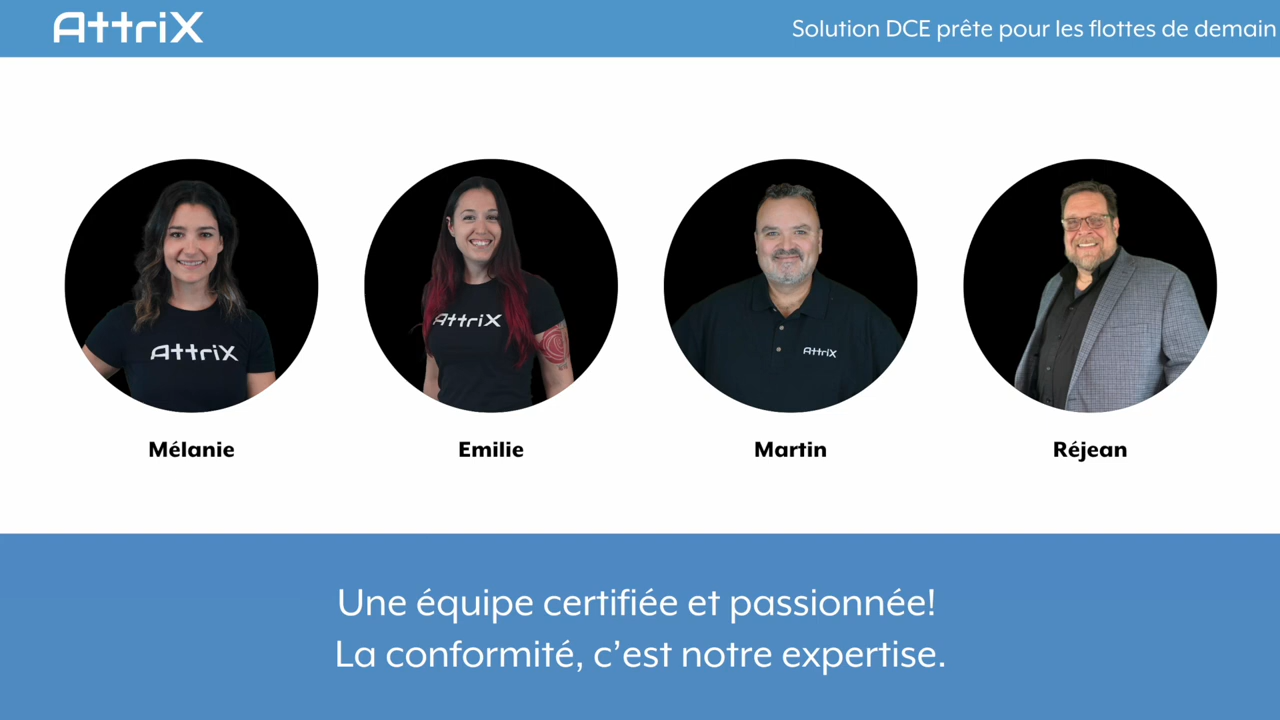 AttriX
Solution DCE prête pour les flottes de demain
AttriX
AttriX
AttriX
Mélanie
Emilie
Martin
Réjean
Une équipe certifiée et passionnée!
La conformité, c’est notre expertise.